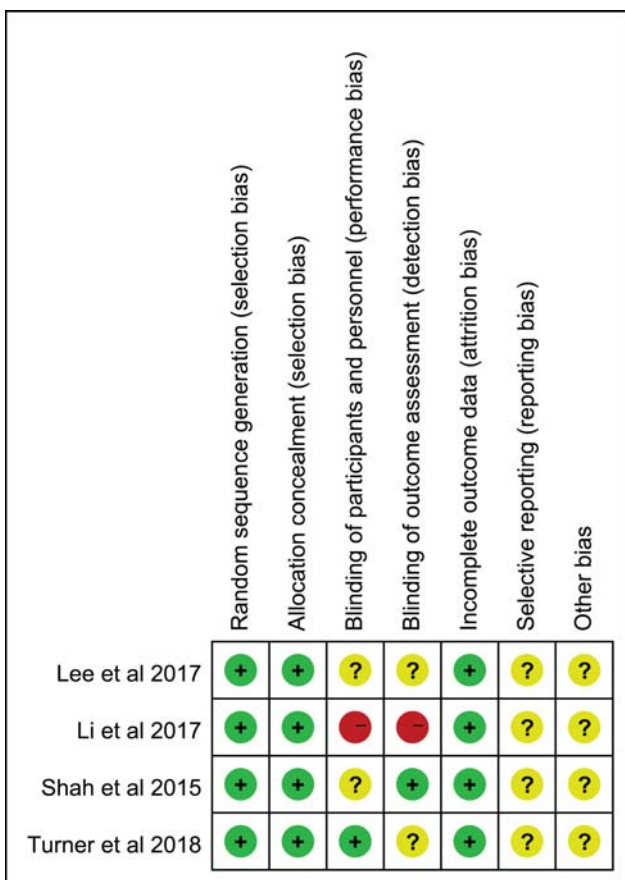 Random sequence generation (selection bias)
Allocation concealment (selection bias)
Blinding of participants and personnel (performance bias)
Blinding of outcome assessment (detection bias)
Incomplete outcome data (attrition bias)
Selective reporting (reporting bias)
Other bias
Lee et al 2017 + + ? ? + ? ?
Li et al 2017 + + – – + ? ?
Shah et al 2015 + + ? + + ? ?
Turner et al 2018 + + + ? + ? ?